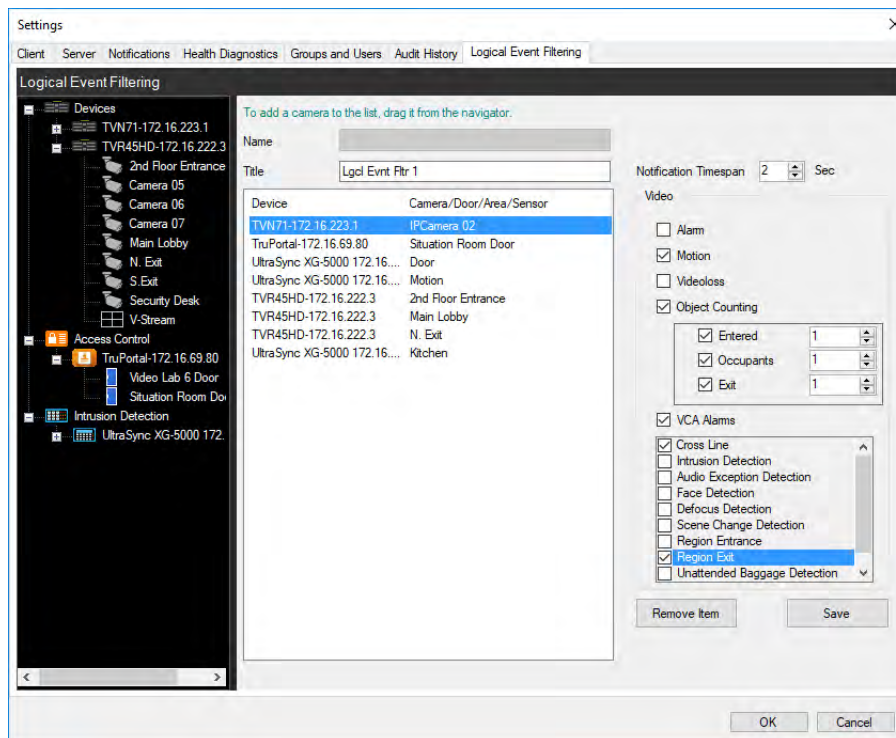 Settings
Client Server Notifications Health Diagnostics Groups and Users Audit History Logical Event Filtering
Logical Event Filtering
Devices
TVN71-172.16.223.1
TVR45HD-172.16.222.3
2nd Floor Entrance
Camera 05
Camera 06
Camera 07
Main Lobby
N. Exit
S.Exit
Security Desk
V-Stream
Access Control
TruPortal-172.16.69.80
Video Lab 6 Door
Situation Room Do
Intrusion Detection
UltraSync XG-5000 172.
To add a camera to the list, drag it from the navigator.
Name
Title Lgcl Evnt Fltr 1
Device Camera/Door/Area/Sensor
TVN71-172.16.223.1 IPCamera 02
TruPortal-172.16.69.80 Situation Room Door
UltraSync XG-5000 172.16.... Door
UltraSync XG-5000 172.16.... Motion
TVR45HD-172.16.222.3 2nd Floor Entrance
TVR45HD-172.16.222.3 Main Lobby
TVR45HD-172.16.222.3 N. Exit
UltraSync XG-5000 172.16.... Kitchen
Notification Timespan 2 Sec
Video
Alarm
Motion
Videoloss
Object Counting
Entered 1
Occupants 1
Exit 1
VCA Alarms
Cross Line
Intrusion Detection
Audio Exception Detection
Face Detection
Defocus Detection
Scene Change Detection
Region Entrance
Region Exit
Unattended Baggage Detection
Remove Item Save
OK Cancel